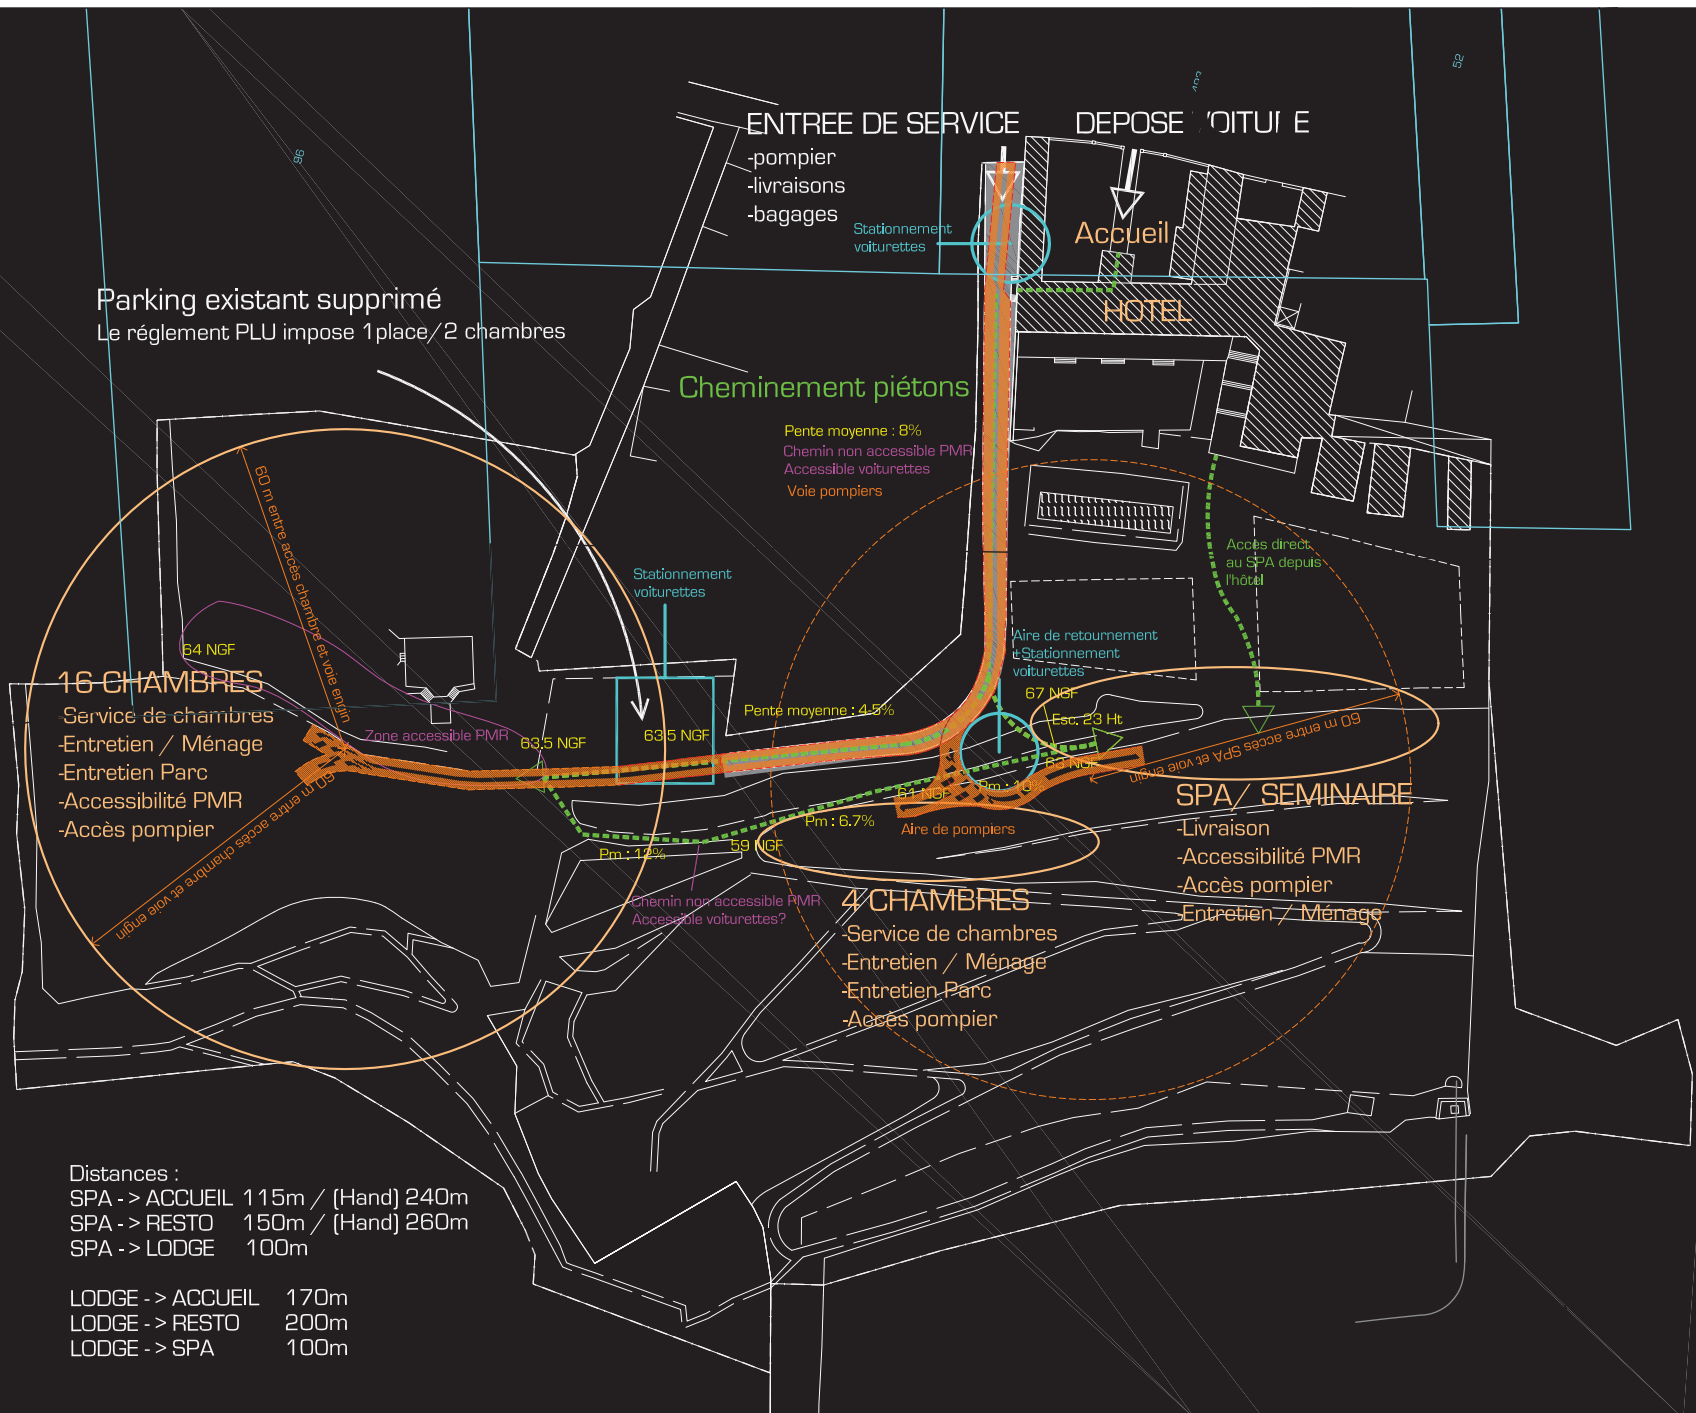 52
96
ENTREE DE SERVICE
-pompier
-livraisons
-bagages
DEPOSE
Stationnement
voiturettes
Accueil
HOTEL
Parking existant supprimé
Le réglement PLU impose 1place/2 chambres
Cheminement piétons
Pente moyenne : 8%
Chemin non accessible PMR
Accessible voiturettes
Voie pompiers
60 m entre accès chambre et voie engin
Accès direct
au SPA depuis
l'hôtel
Stationnement
voiturettes
Aire de retournement
+Stationnement
voiturettes
64 NGF
67 NGF
16 CHAMBRES
-Service de chambres
-Entretien / Ménage
-Entretien Parc
-Accessibilité PMR
-Accès pompier
Zone accessible PMR
63.5 NGF
63.5 NGF
Pente moyenne : 4-5%
Esc. 23 Ht
63 NGF
60 m entre accès SPA et voie engin
60 m entre accès chambre et voie engin
61 NGF
Pm : 10%
SPA/ SEMINAIRE
-Livraison
-Accessibilité PMR
-Accès pompier
-Entretien / Ménage
Pm : 6.7%
Aire de pompiers
Pm : 12%
59 NGF
Chemin non accessible PMR
Accessible voiturettes?
4 CHAMBRES
-Service de chambres
-Entretien / Ménage
-Entretien Parc
-Accès pompier
Distances :
SPA -> ACCUEIL 115m / (Hand) 240m
SPA -> RESTO 150m / (Hand) 260m
SPA -> LODGE 100m
LODGE -> ACCUEIL 170m
LODGE -> RESTO 200m
LODGE -> SPA 100m